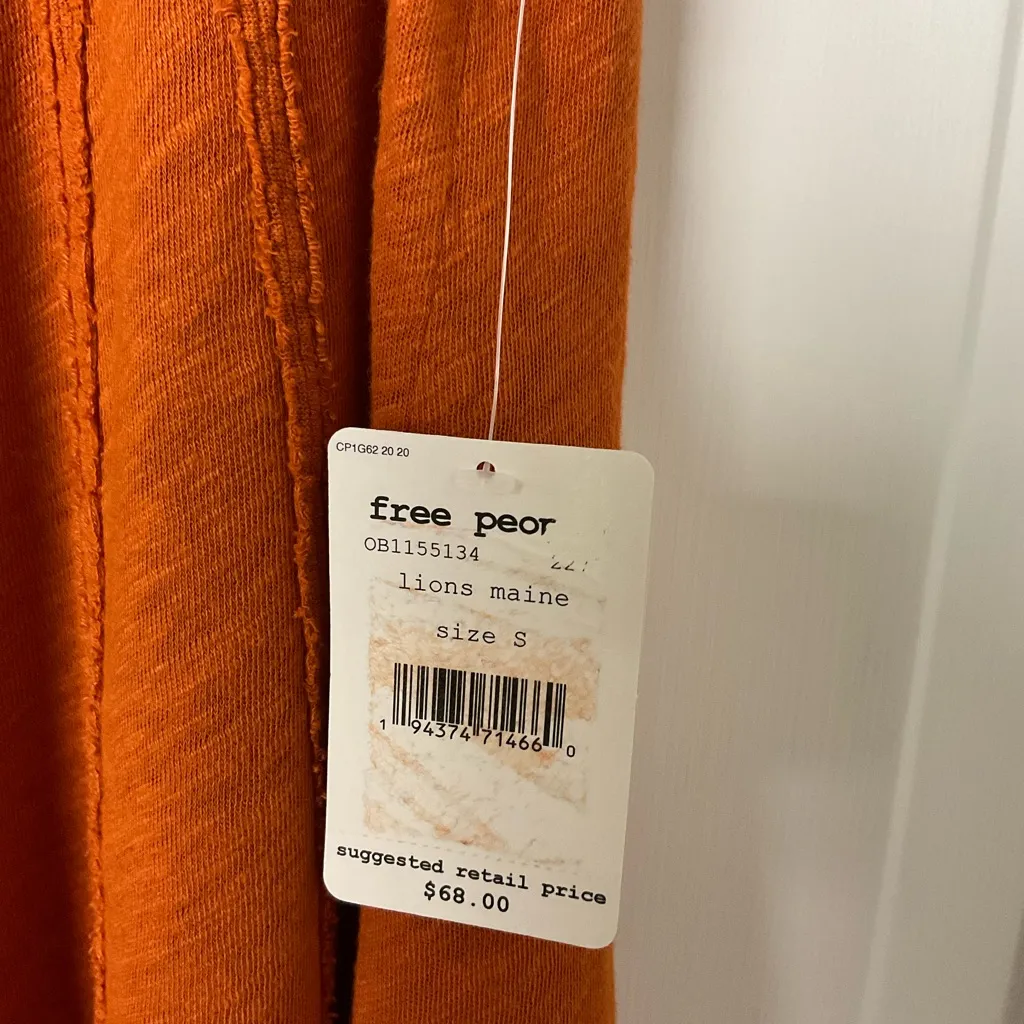 CP1G62 20 20
free peor
OB1155134
lions maine
size S
1 94374 71466 0
suggested retail price
$68.00